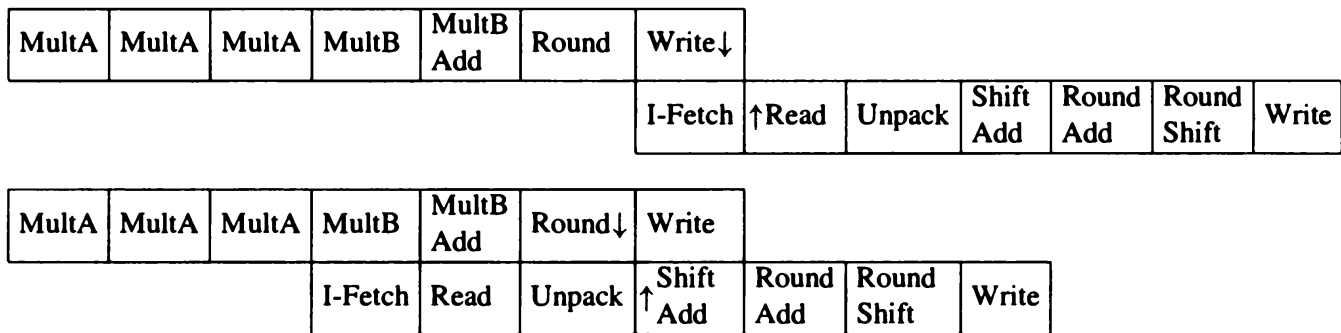 MultA MultA MultA MultB MultB Add Round Write↓
I-Fetch ↑Read Unpack Shift Add Round Add Round Shift Write
MultA MultA MultA MultB MultB Add Round↓ Write
I-Fetch Read Unpack ↑Shift Add Round Add Round Shift Write